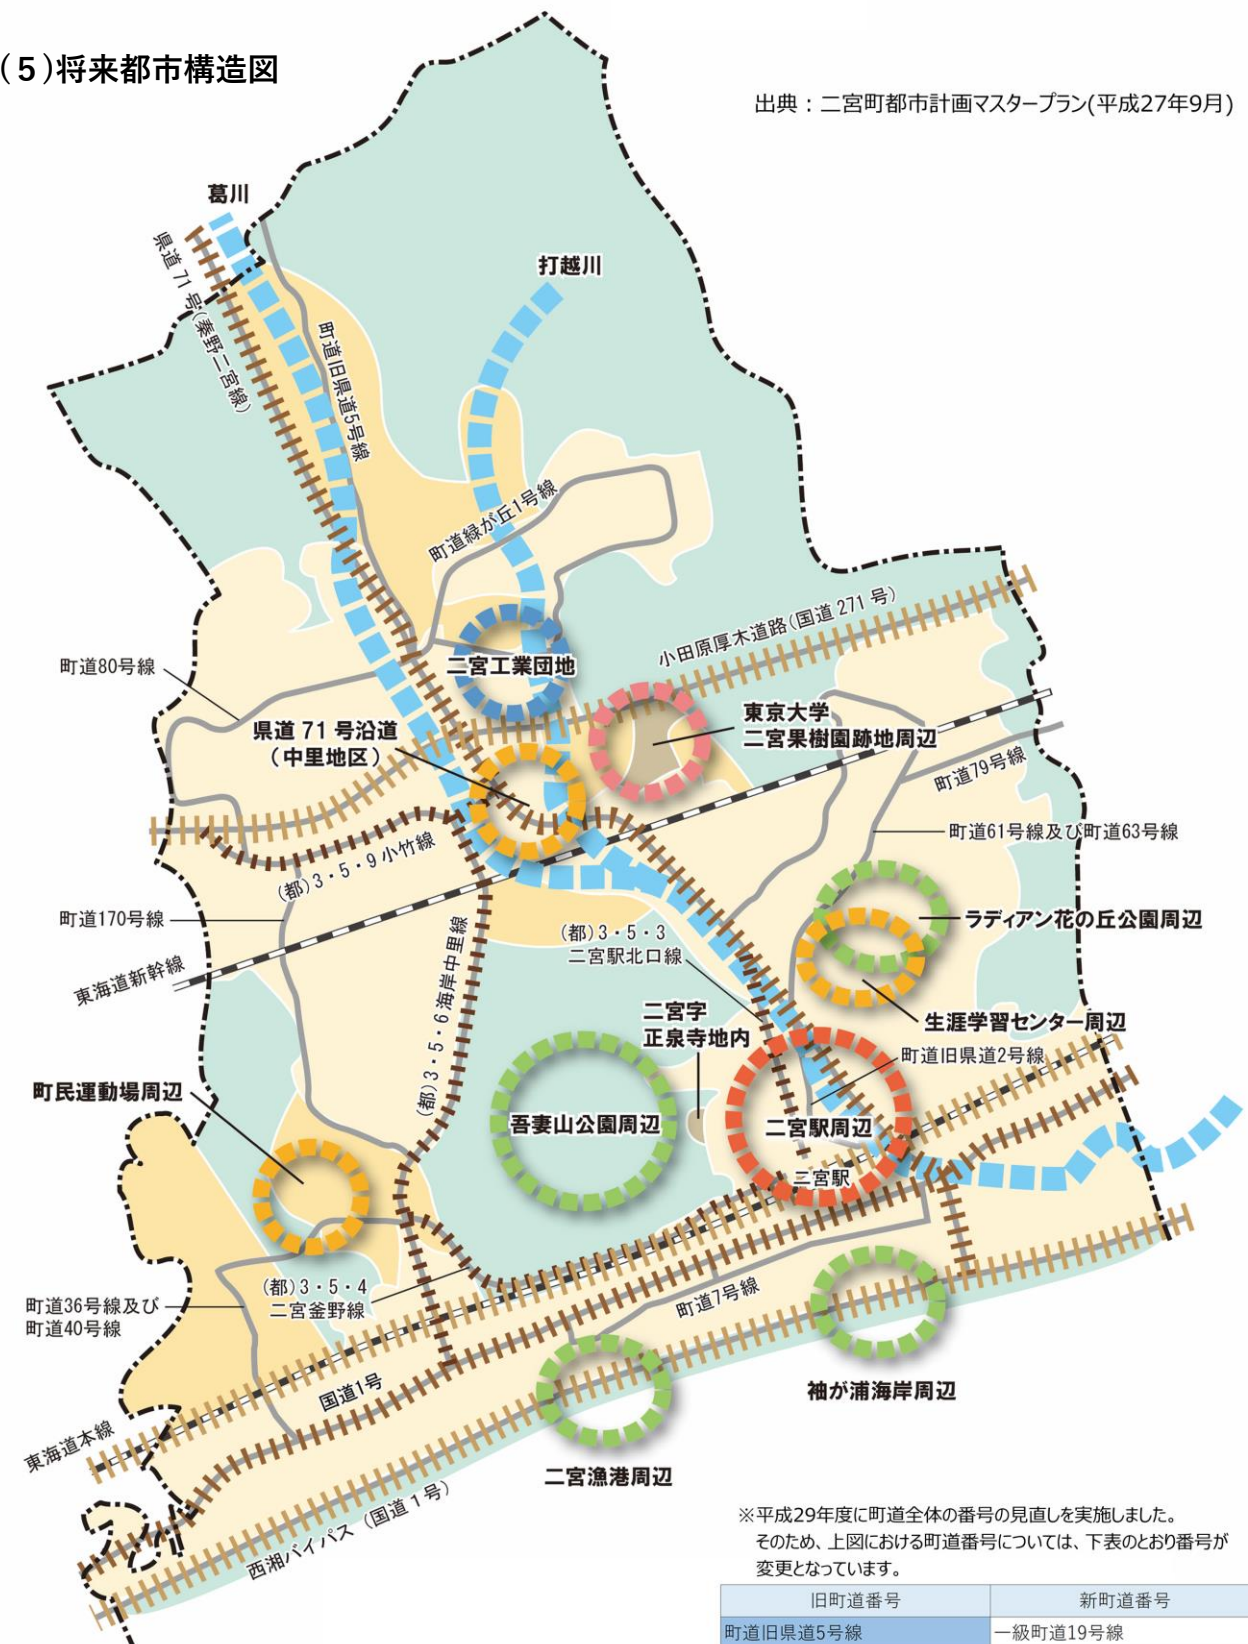 (５)将来都市構造図
出典：二宮町都市計画マスタープラン(平成27年9月)
葛川
県道 71 号(秦野二宮線)
打越川
町道旧県道5号線
町道緑が丘1号線
小田原厚木道路(国道 271 号)
町道80号線
二宮工業団地
県道 71 号沿道
（中里地区）
東京大学
二宮果樹園跡地周辺
町道79号線
町道61号線及び町道63号線
(都)3・5・9 小竹線
町道170号線
東海道新幹線
(都)3・5・6 海岸中里線
(都)3・5・3
二宮駅北口線
ラディアン花の丘公園周辺
生涯学習センター周辺
二宮字
正泉寺地内
町道旧県道2号線
町民運動場周辺
吾妻山公園周辺
二宮駅周辺
二宮駅
(都)3・5・4
二宮釜野線
町道36号線及び
町道40号線
町道7号線
国道1号
袖が浦海岸周辺
東海道本線
二宮漁港周辺
西湘バイパス（国道 1 号）
※平成29年度に町道全体の番号の見直しを実施しました。
そのため、上図における町道番号については、下表のとおり番号が
変更となっています。
旧町道番号 新町道番号
町道旧県道5号線 一級町道19号線